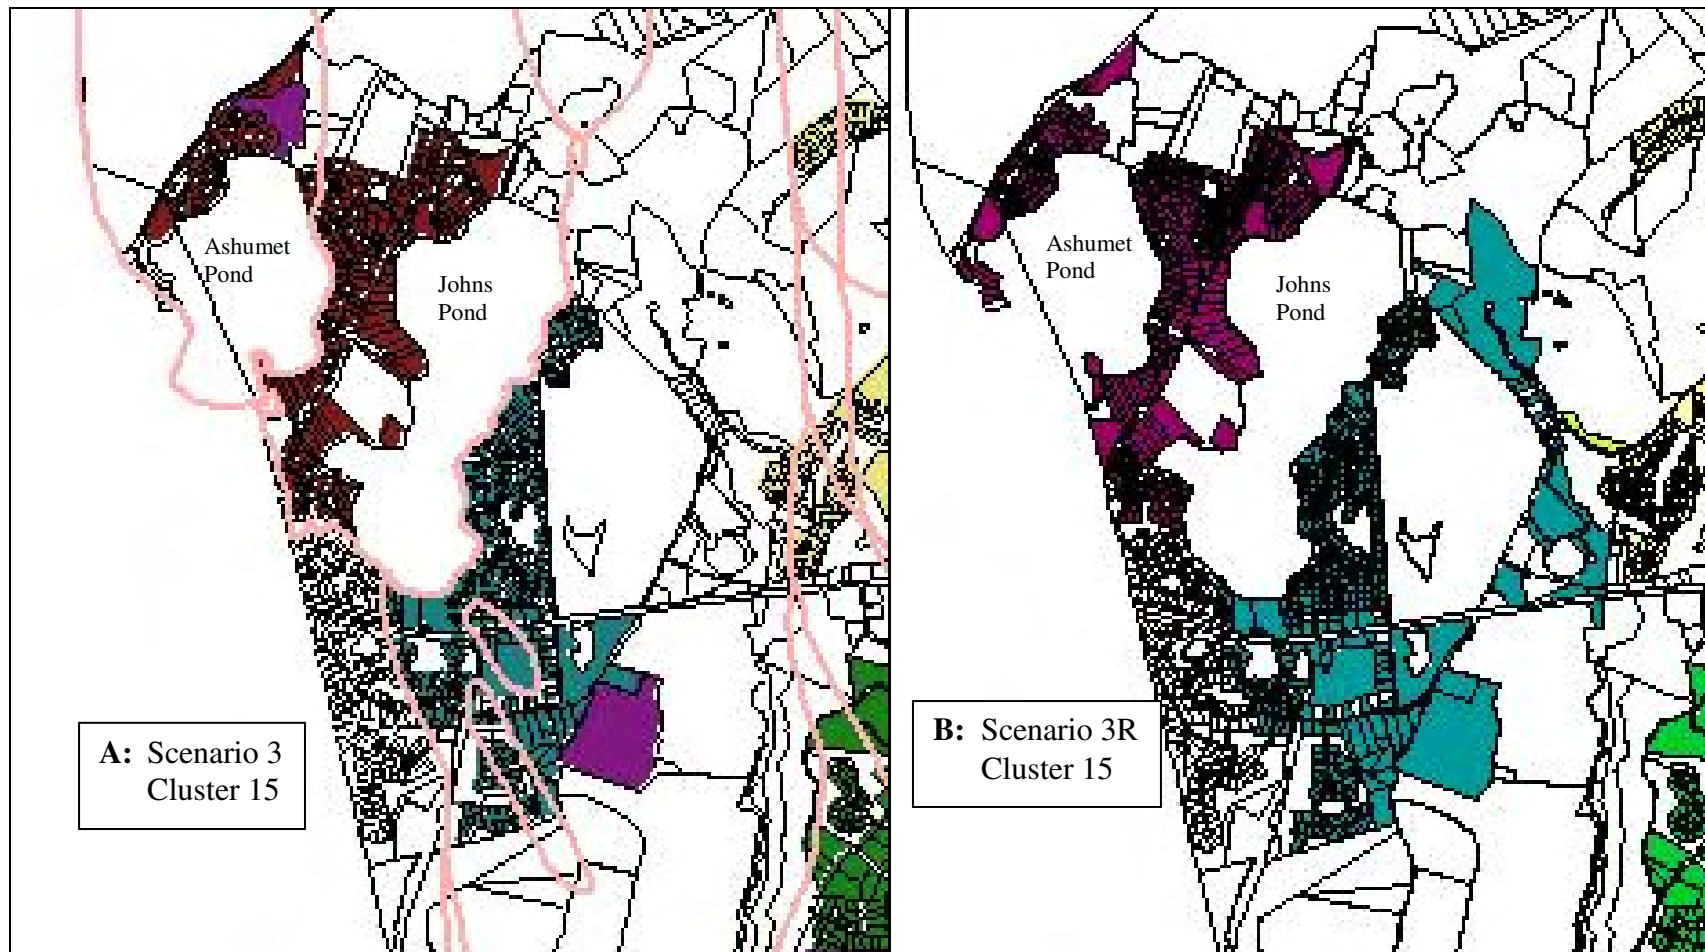 Ashumet
Pond
Johns
Pond
A: Scenario 3
Cluster 15
Ashumet
Pond
Johns
Pond
B: Scenario 3R
Cluster 15